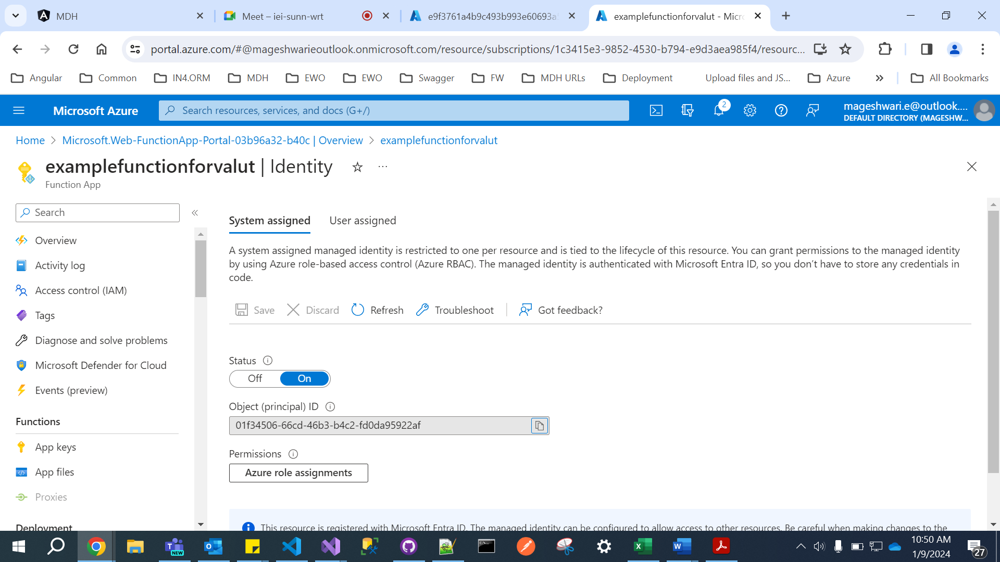 MDH
Meet – iei-sunn-wrt
e9f3761a4b9c493b993e60693a
examplefunctionforvalut - Micr
portal.azure.com/#@mageshwarieoutlook.onmicrosoft.com/resource/subscriptions/1c3415e3-9852-4530-b794-e9d3aea985f4/resourc...
Angular
Common
IN4.ORM
MDH
EWO
EWO
Swagger
FW
MDH URLs
Deployment
Upload files and JS...
Azure
»
All Bookmarks
Microsoft Azure
Search resources, services, and docs (G+/)
2
mageshwari.e@outlook....
DEFAULT DIRECTORY (MAGESHW...
Home > Microsoft.Web-FunctionApp-Portal-03b96a32-b40c | Overview > examplefunctionforvalut
examplefunctionforvalut | Identity
Function App
Search
«
Overview
Activity log
Access control (IAM)
Tags
Diagnose and solve problems
Microsoft Defender for Cloud
Events (preview)
Functions
App keys
App files
Proxies
Deployment
System assigned
User assigned
A system assigned managed identity is restricted to one per resource and is tied to the lifecycle of this resource. You can grant permissions to the managed identity
by using Azure role-based access control (Azure RBAC). The managed identity is authenticated with Microsoft Entra ID, so you don't have to store any credentials in
code.
Save
Discard
Refresh
Troubleshoot
Got feedback?
Status
Off
On
Object (principal) ID
01f34506-66cd-46b3-b4c2-fd0da95922af
Permissions
Azure role assignments
This resource is registered with Microsoft Entra ID. The managed identity can be configured to allow access to other resources. Be careful when making changes to the
NEW
10:50 AM
1/9/2024
27